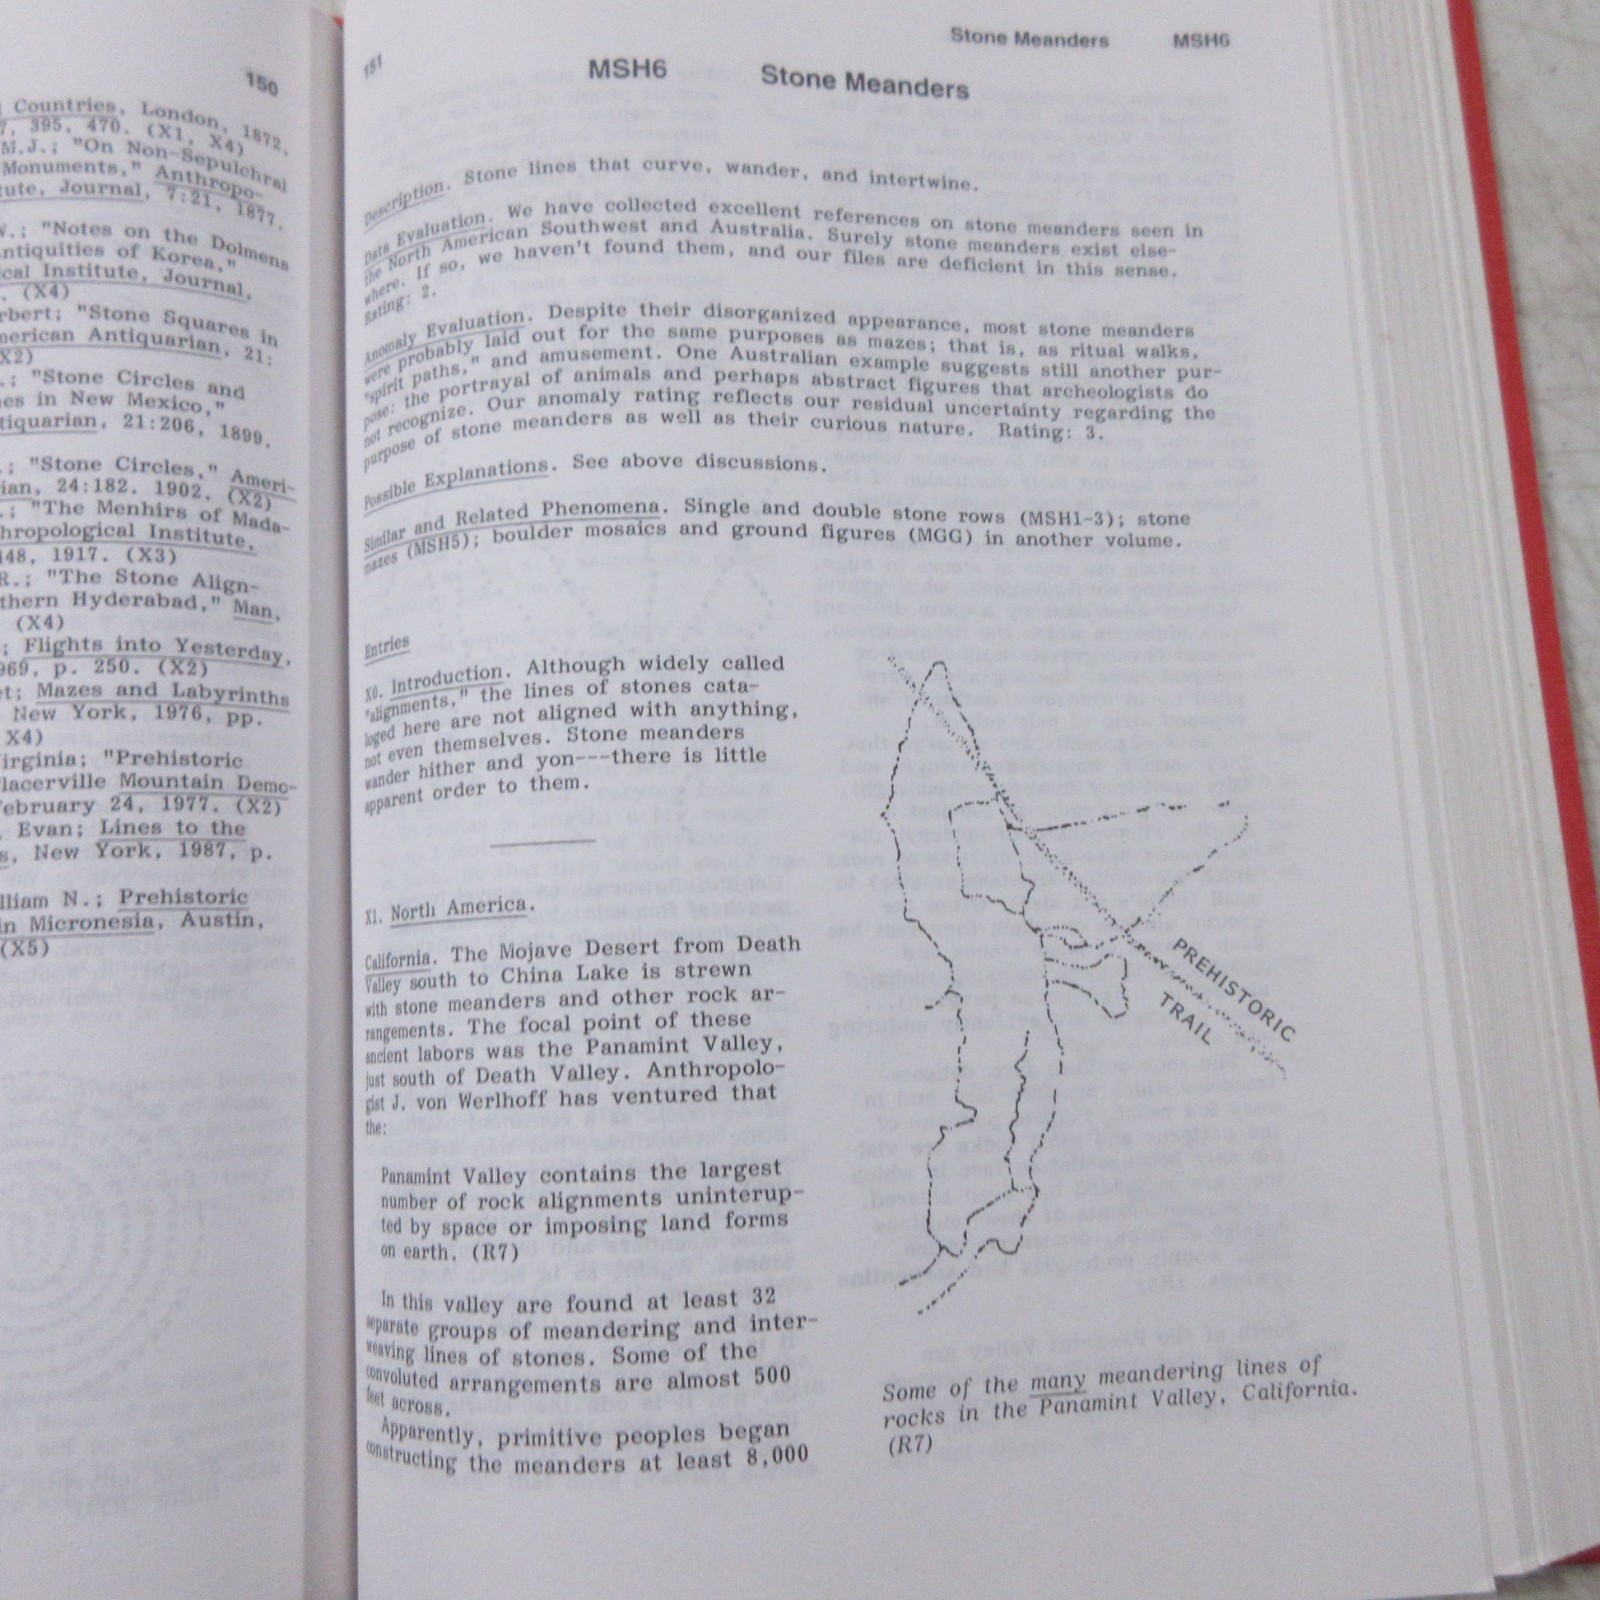 150
Countries, London, 1872,
7, 395, 470. (X1, X4)
M.J.; "On Non-Sepulchral
Monuments," Anthropo-
tute, Journal, 7:21, 1877.
W.; "Notes on the Dolmens
ntiquities of Korea,"
cal Institute, Journal,
. (X4)
rbert; "Stone Squares in
merican Antiquarian, 21:
X2)
.; "Stone Circles and
es in New Mexico,"
tiquarian, 21:206, 1899.
.; "Stone Circles," Ameri-
ian, 24:182, 1902. (X2)
.; "The Menhirs of Mada-
hropological Institute,
448, 1917. (X3)
R.; "The Stone Align-
thern Hyderabad," Man,
(X4)
; Flights into Yesterday,
969, p. 250. (X2)
et; Mazes and Labyrinths
New York, 1976, pp.
X4)
irginia; "Prehistoric
lacerville Mountain Demo-
ebruary 24, 1977. (X2)
, Evan; Lines to the
s, New York, 1987, p.
lliam N.; Prehistoric
in Micronesia, Austin,
(X5)
151
Stone Meanders MSH6
MSH6 Stone Meanders
Description. Stone lines that curve, wander, and intertwine.
Data Evaluation. We have collected excellent references on stone meanders seen in
the North American Southwest and Australia. Surely stone meanders exist else-
where. If so, we haven't found them, and our files are deficient in this sense.
Rating: 2.
Anomaly Evaluation. Despite their disorganized appearance, most stone meanders
were probably laid out for the same purposes as mazes; that is, as ritual walks,
"spirit paths," and amusement. One Australian example suggests still another pur-
pose: the portrayal of animals and perhaps abstract figures that archeologists do
not recognize. Our anomaly rating reflects our residual uncertainty regarding the
purpose of stone meanders as well as their curious nature. Rating: 3.
Possible Explanations. See above discussions.
Similar and Related Phenomena. Single and double stone rows (MSH1-3); stone
mazes (MSH5); boulder mosaics and ground figures (MGG) in another volume.
Entries
X0. Introduction. Although widely called
"alignments," the lines of stones cata-
loged here are not aligned with anything,
not even themselves. Stone meanders
wander hither and yon---there is little
apparent order to them.
X1. North America.
California. The Mojave Desert from Death
Valley south to China Lake is strewn
with stone meanders and other rock ar-
rangements. The focal point of these
ancient labors was the Panamint Valley,
just south of Death Valley. Anthropolo-
gist J. von Werlhoff has ventured that
the:
Panamint Valley contains the largest
number of rock alignments uninterup-
ted by space or imposing land forms
on earth. (R7)
In this valley are found at least 32
separate groups of meandering and inter-
weaving lines of stones. Some of the
convoluted arrangements are almost 500
feet across.
Apparently, primitive peoples began
constructing the meanders at least 8,000
PREHISTORIC
TRAIL
Some of the many meandering lines of
rocks in the Panamint Valley, California.
(R7)